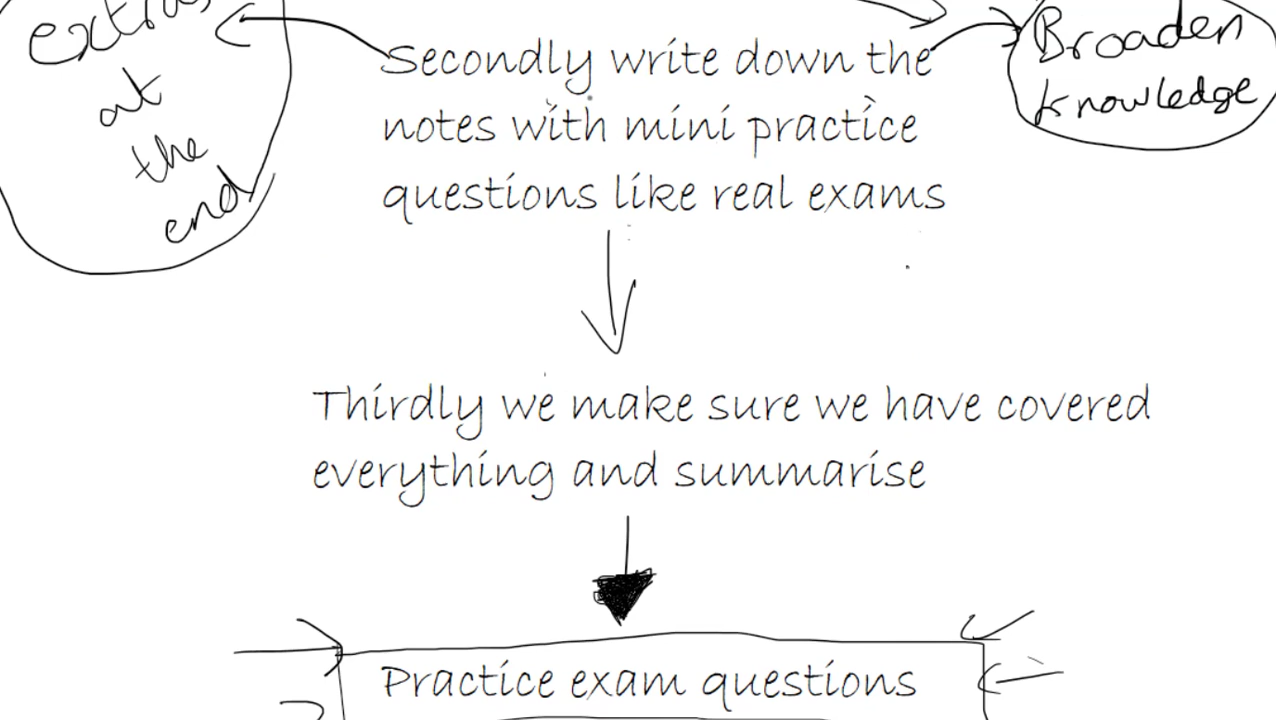 extras
at
the
end
Secondly write down the
notes with mini practice
questions like real exams
Broaden
knowledge
Thirdly we make sure we have covered
everything and summarise
Practice exam questions